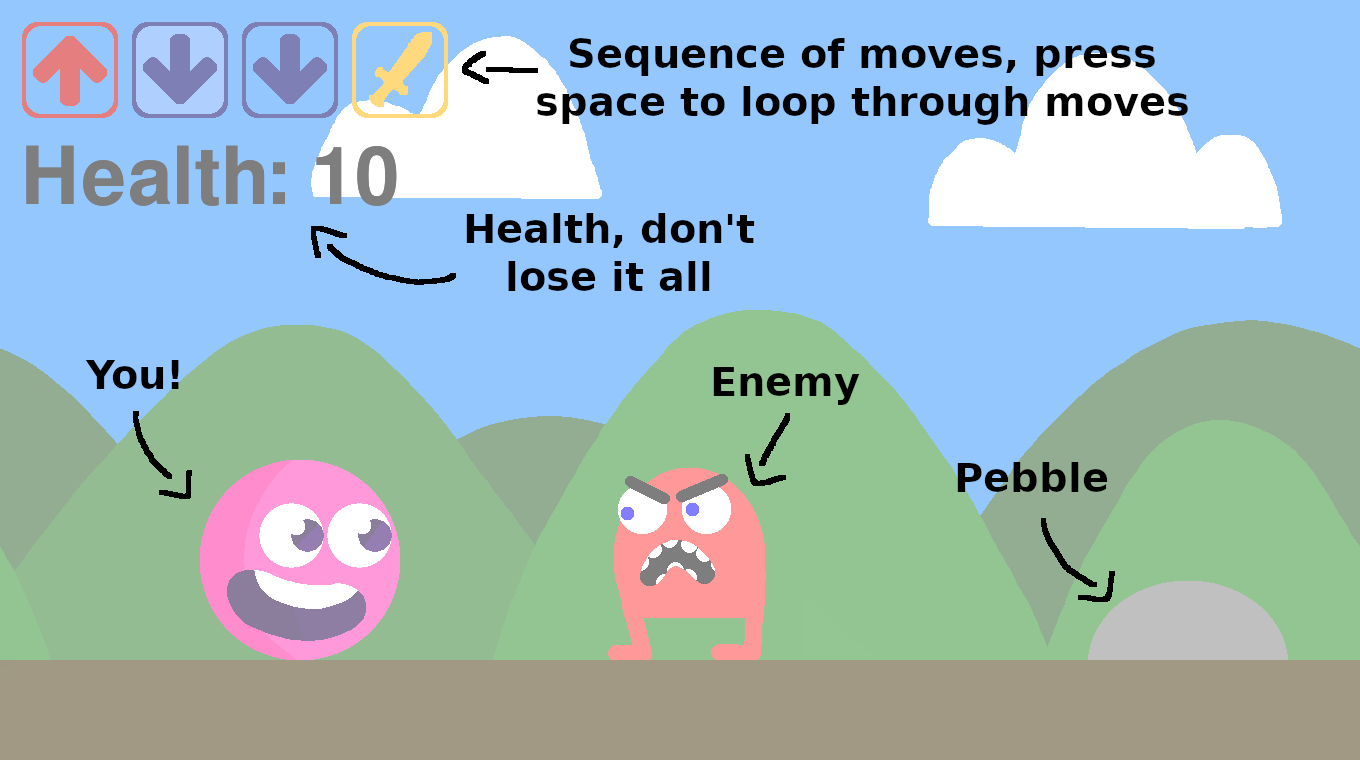 Sequence of moves, press
space to loop through moves
Health: 10
Health, don't
lose it all
You!
Enemy
Pebble